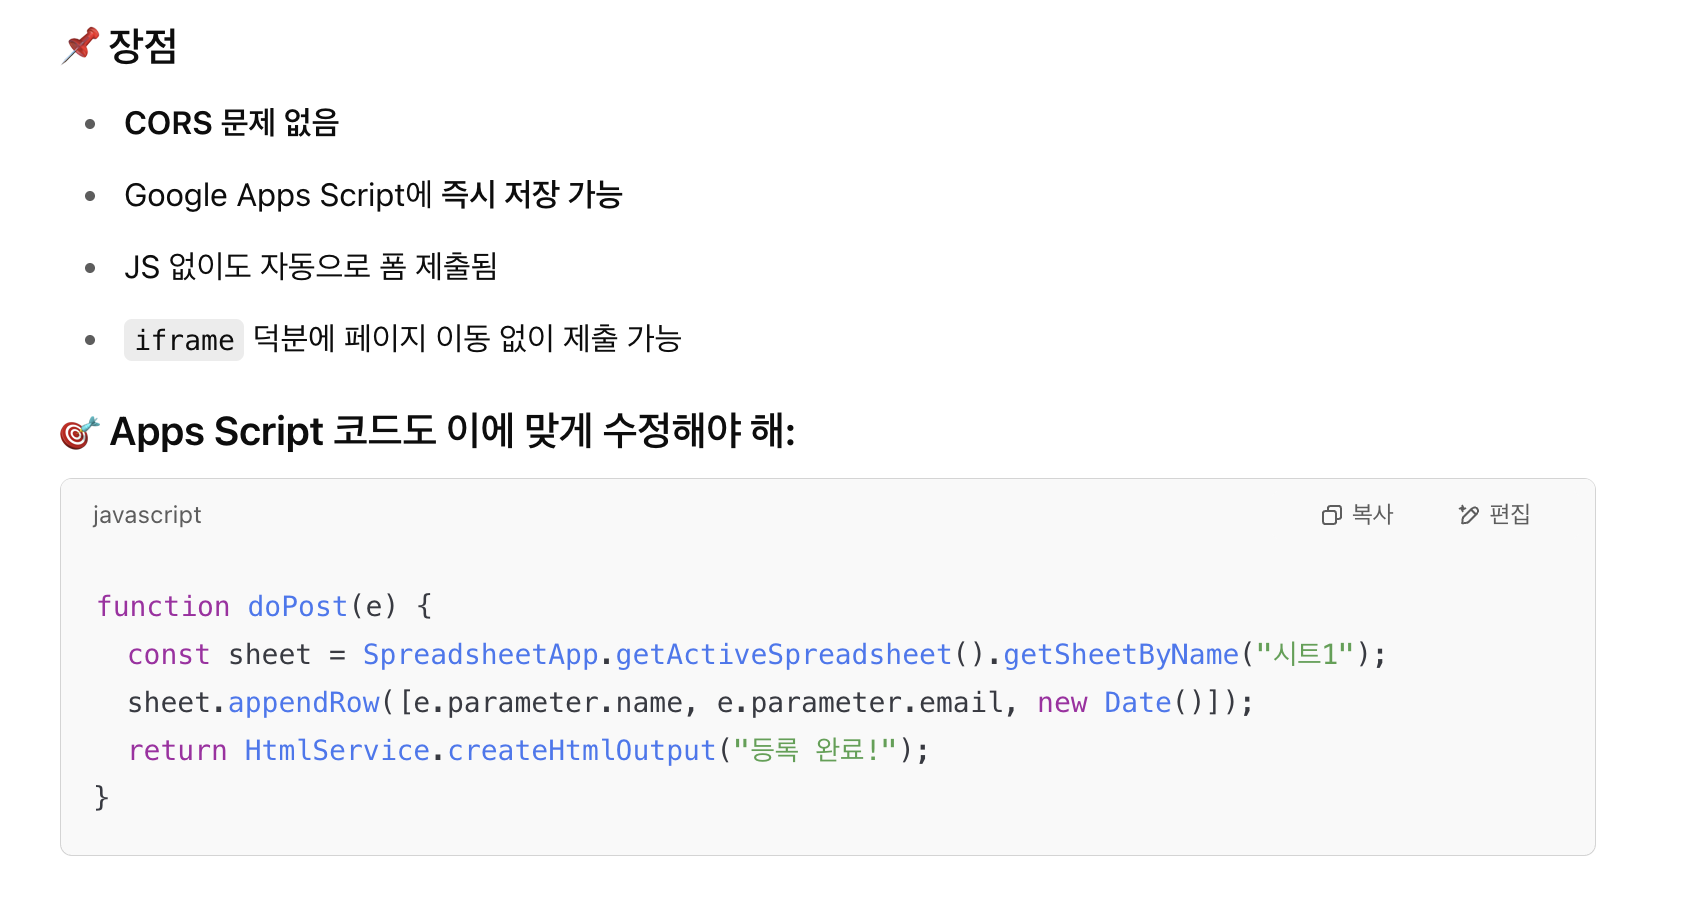 📌 장점
• CORS 문제 없음
• Google Apps Script에 즉시 저장 가능
• JS 없이도 자동으로 폼 제출됨
• iframe 덕분에 페이지 이동 없이 제출 가능
🎯 Apps Script 코드도 이에 맞게 수정해야 해:
javascript 복사 편집
function doPost(e) {
  const sheet = SpreadsheetApp.getActiveSpreadsheet().getSheetByName("시트1");
  sheet.appendRow([e.parameter.name, e.parameter.email, new Date()]);
  return HtmlService.createHtmlOutput("등록 완료!");
}